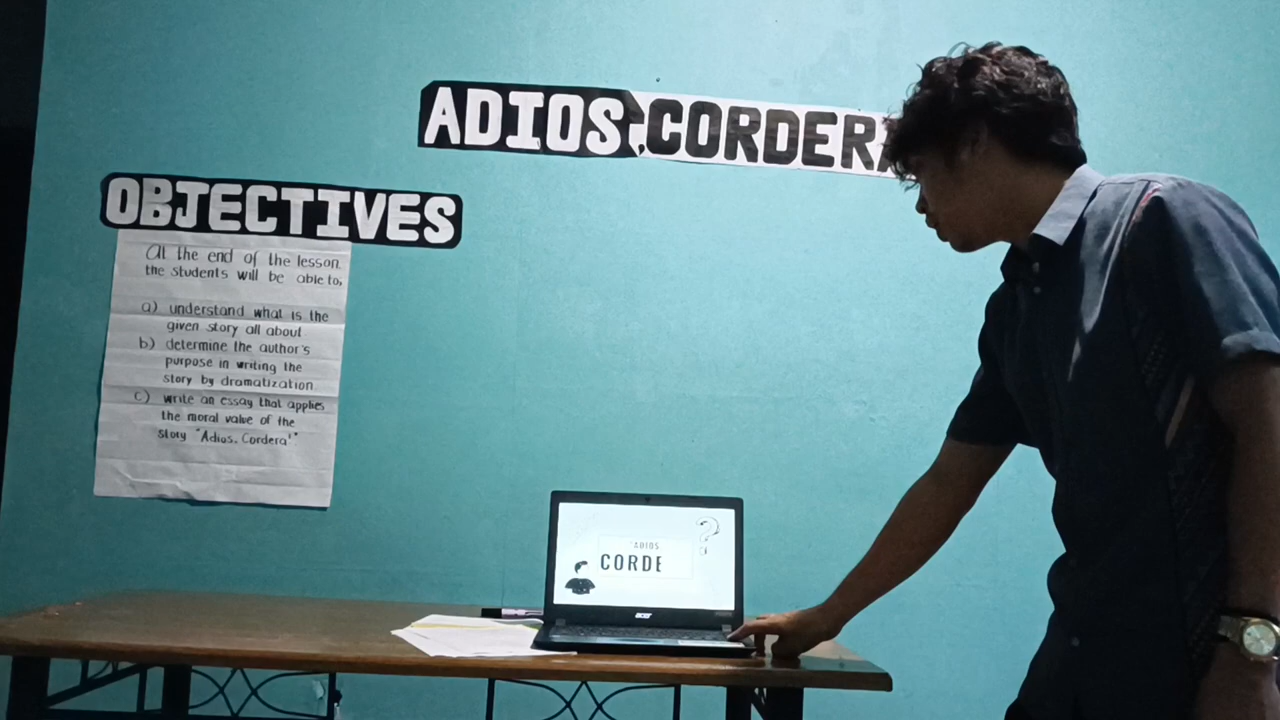 ADIOS, CORDERA
OBJECTIVES
At the end of the lesson
the students will be able to;
a) understand what is the
given story all about
b) determine the author's
purpose in writing the
story by dramatization
c) write an essay that applies
the moral value of the
story "Adios, Cordera!"
"ADIOS
CORDE
?
acer